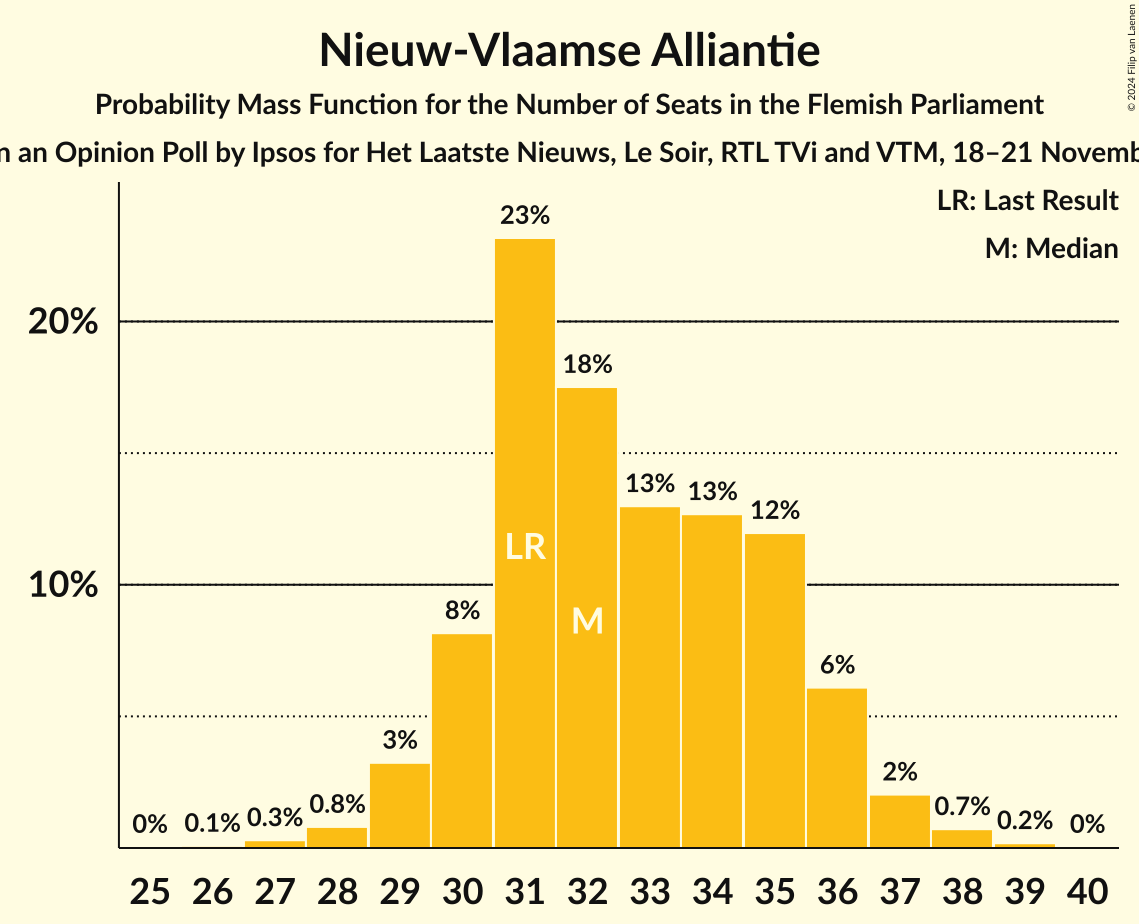 Nieuw-Vlaamse Alliantie
Probability Mass Function for the Number of Seats in the Flemish Parliament
an Opinion Poll by Ipsos for Het Laatste Nieuws, Le Soir, RTL TVi and VTM, 18–21
© 2024 Filip van Laenen
LR: Last Result
M: Median
23%
20%
18%
13%
13%
12%
LR
10%
8%
M
6%
3%
2%
0% 0.1% 0.3% 0.8% 0.7% 0.2% 0%
25 26 27 28 29 30 31 32 33 34 35 36 37 38 39 40